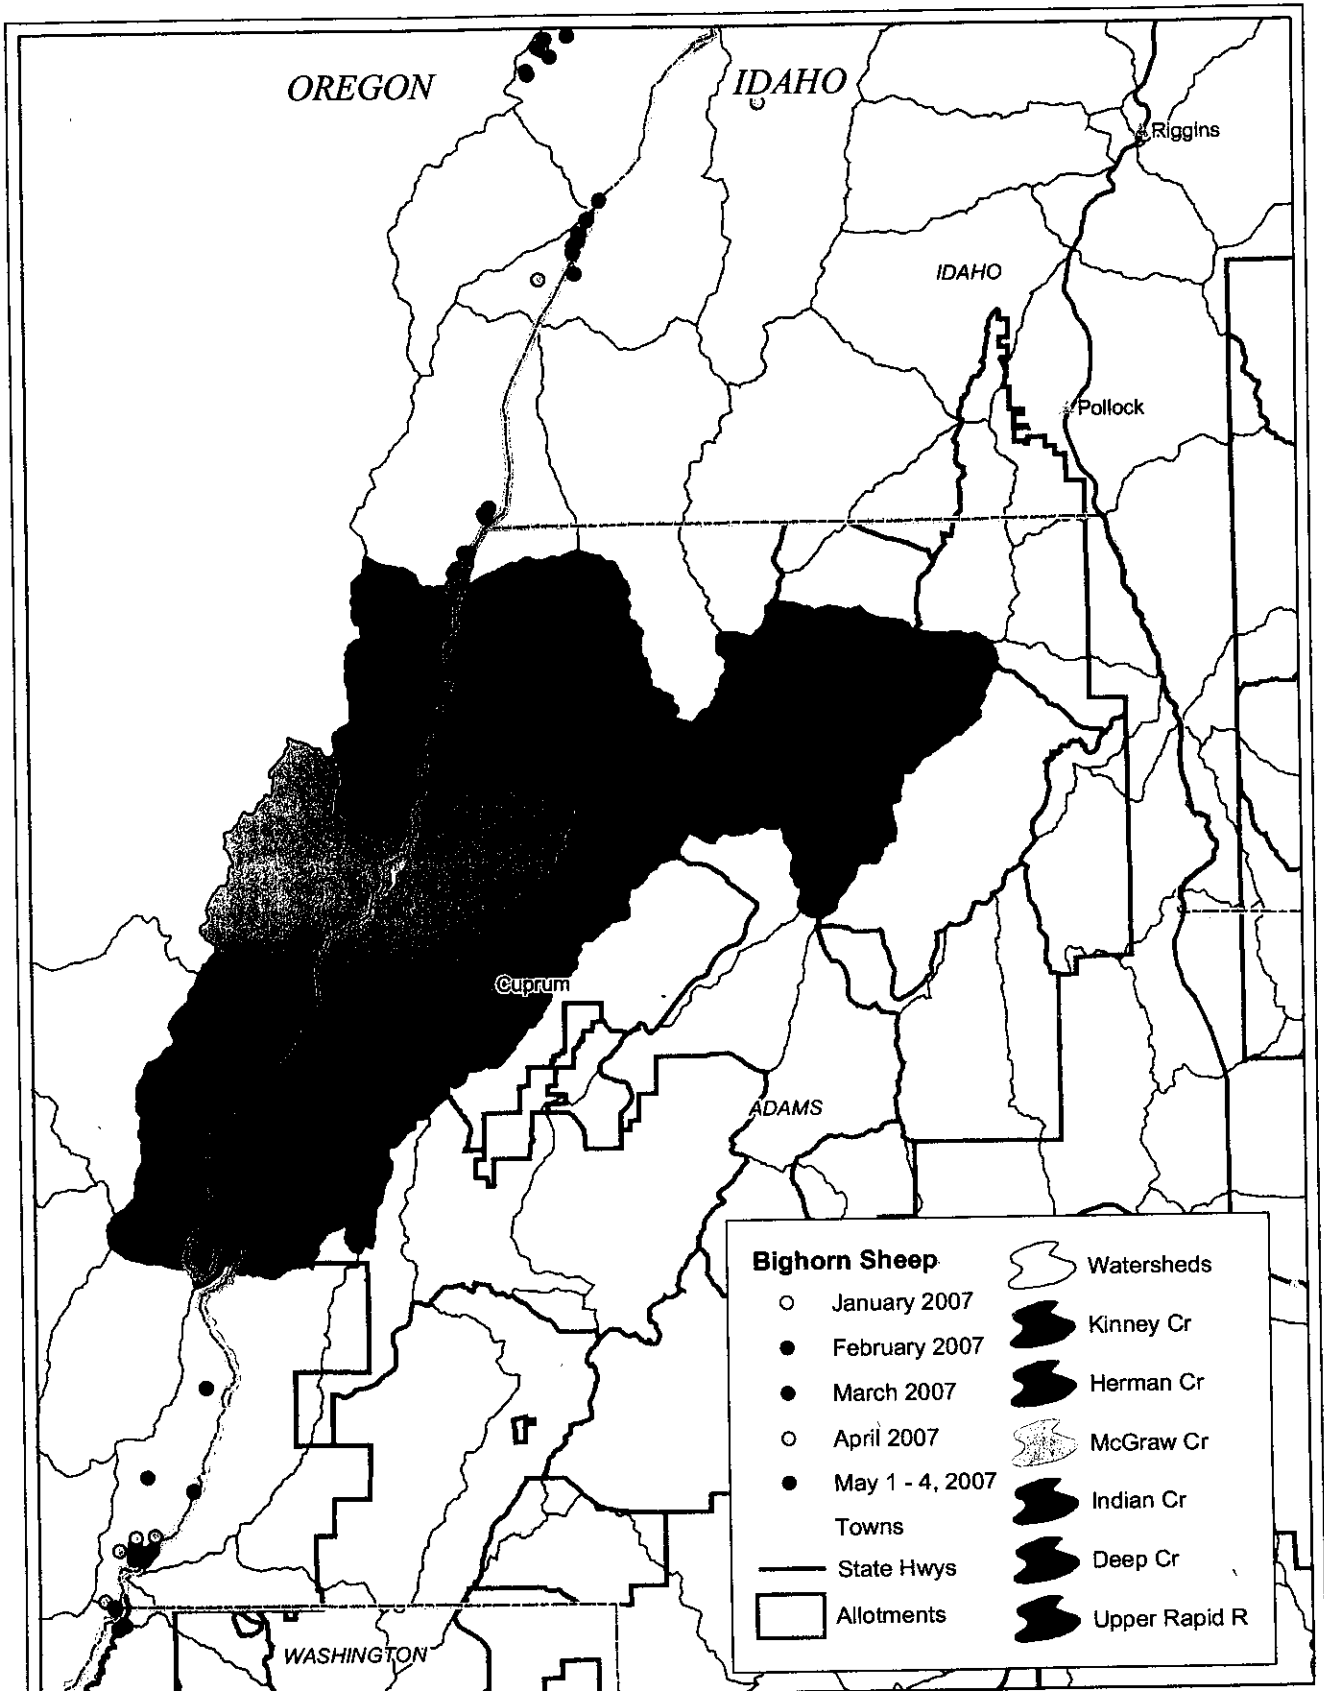 OREGON
IDAHO
Riggins
IDAHO
Pollock
Cuprum
ADAMS
WASHINGTON
Bighorn Sheep
January 2007
February 2007
March 2007
April 2007
May 1 - 4, 2007
Towns
State Hwys
Allotments
Watersheds
Kinney Cr
Herman Cr
McGraw Cr
Indian Cr
Deep Cr
Upper Rapid R